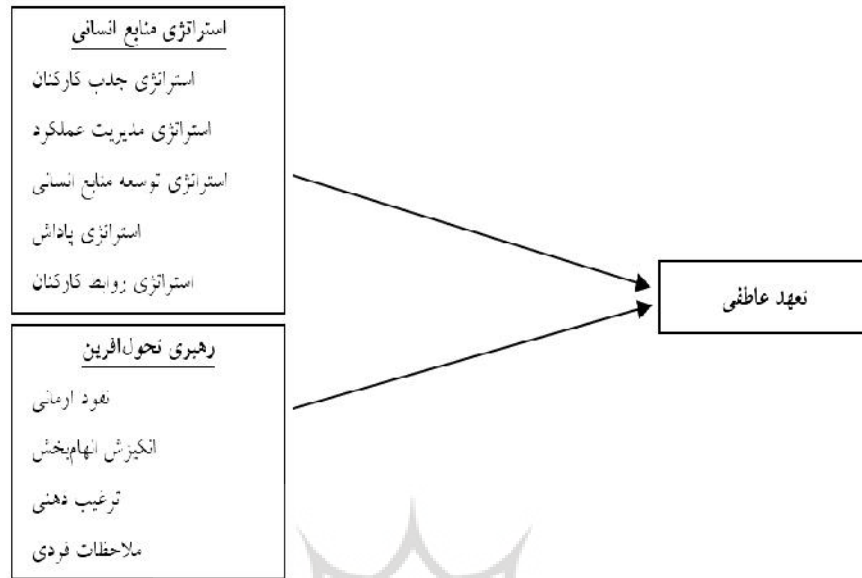 استراتژی منابع انسانی
استراتژی جذب کارکنان
استراتژی مدیریت عملکرد
استراتژی توسعه منابع انسانی
استراتژی پاداش
استراتژی روابط کارکنان
تعهد عاطفی
رهبری تحول‌آفرین
نفوذ آرمانی
انگیزش الهام‌بخش
ترغیب ذهنی
ملاحظات فردی